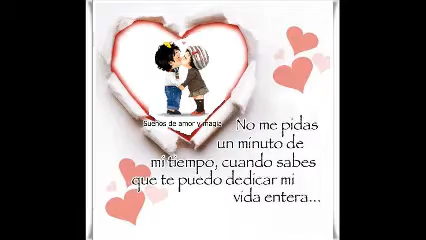 Sueños de amor y magia
No me pidas
un minuto de
mi tiempo, cuando sabes
que te puedo dedicar mi
vida entera...